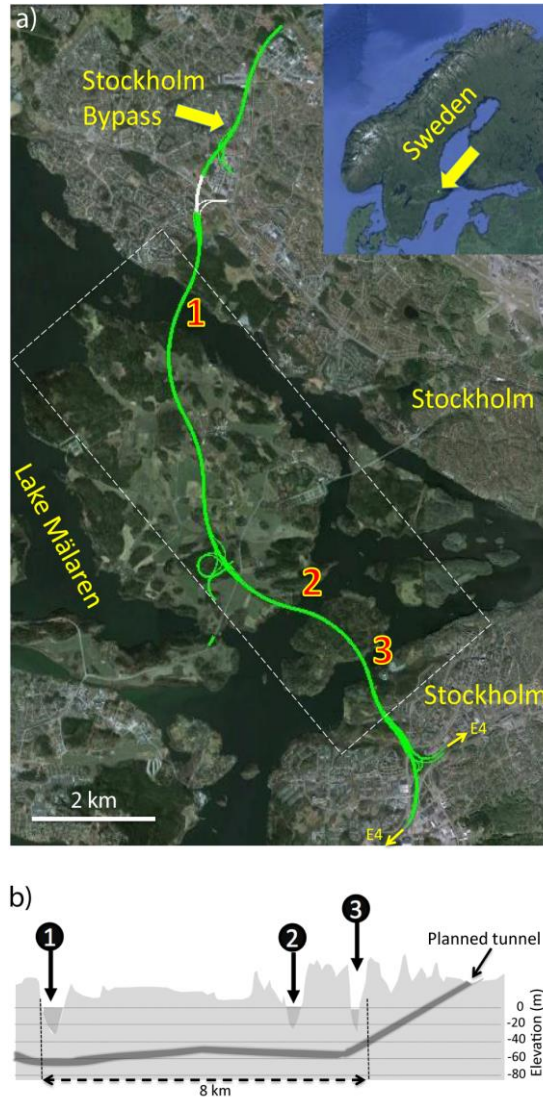 a)
Stockholm
Bypass
Sweden
1
Stockholm
Lake Mälaren
2
3
Stockholm
E4
2 km
E4
b)
1
2
3
Planned tunnel
0
-20
-40
-60
-80
Elevation (m)
8 km